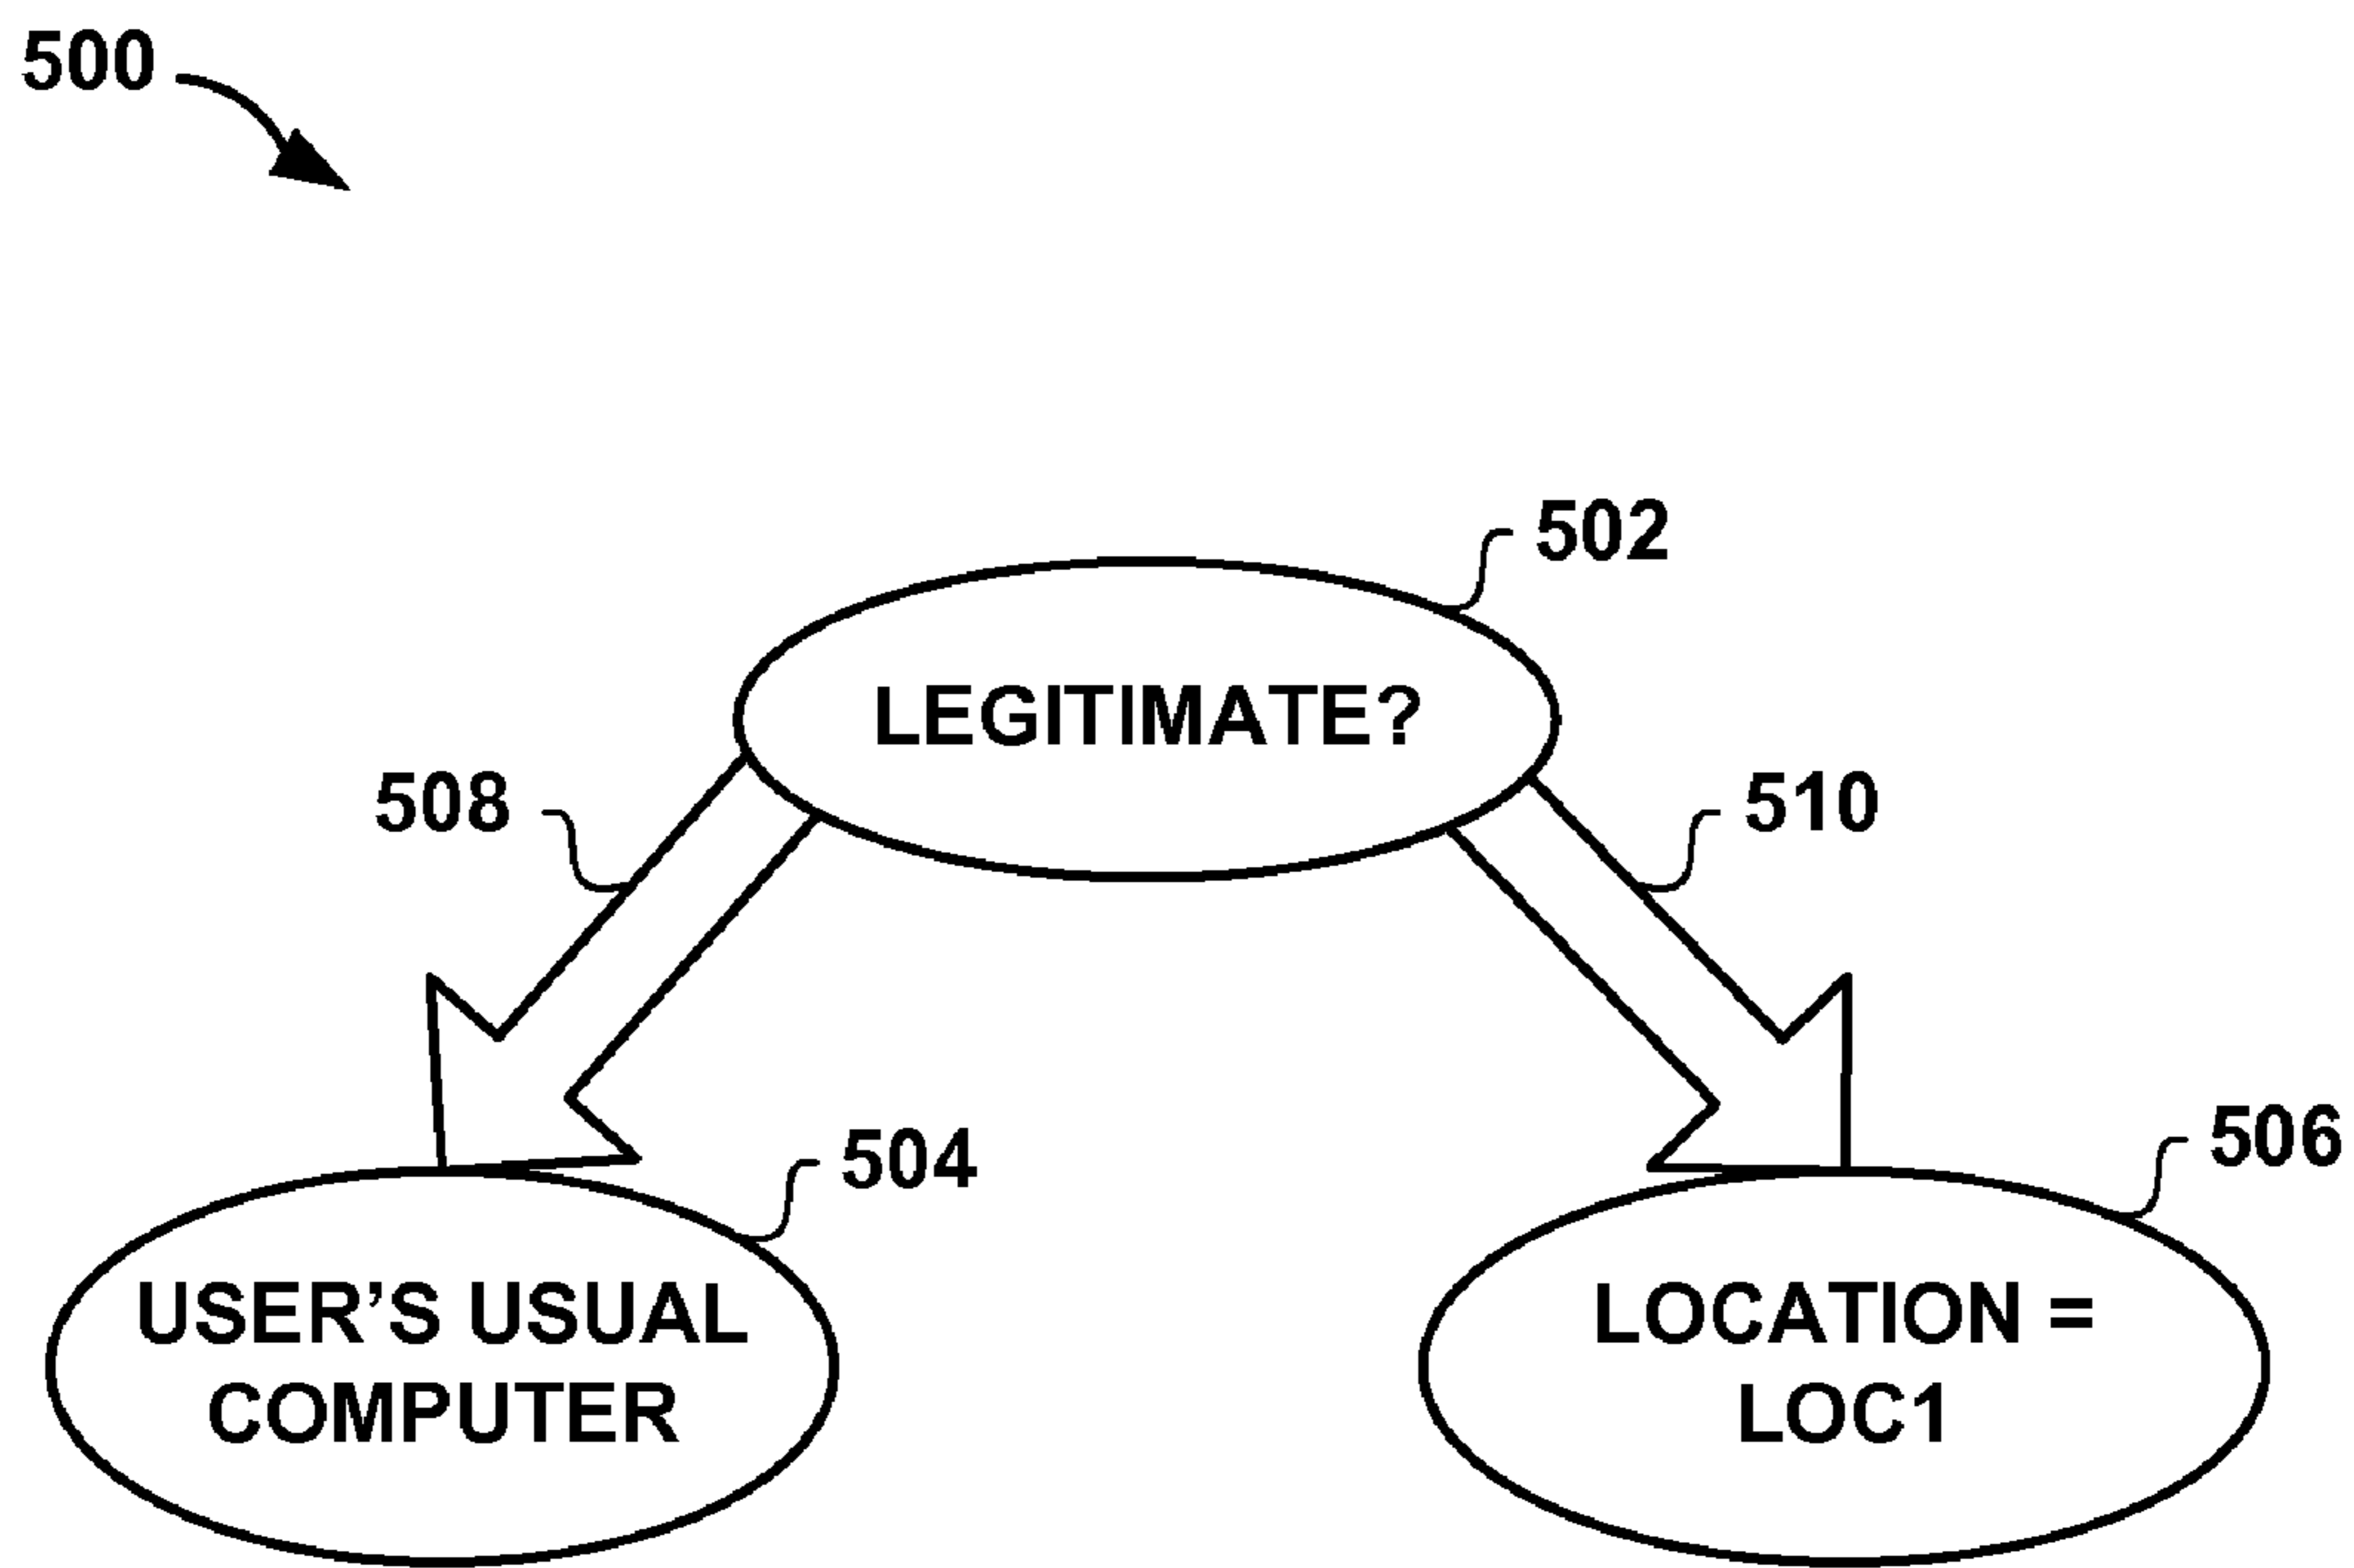 500
502
LEGITIMATE?
508
510
504
506
USER’S USUAL
COMPUTER
LOCATION =
LOC1